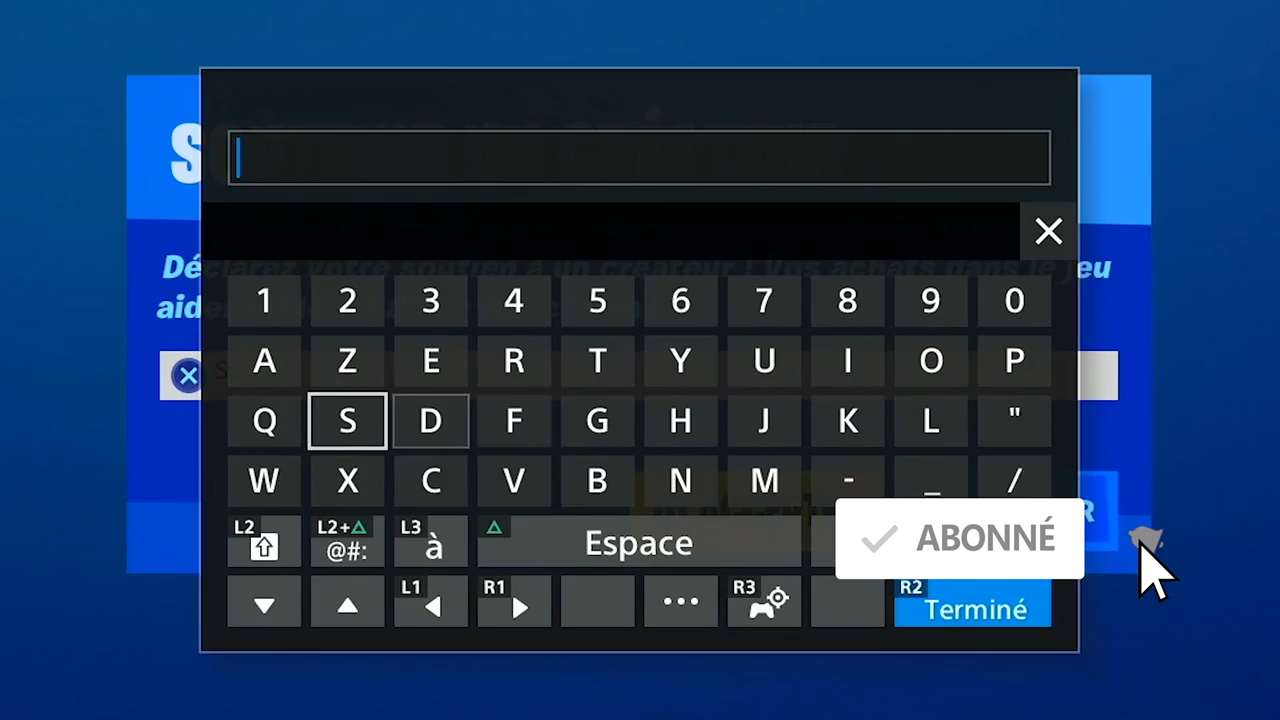 S
Déclarez votre soutien à un créateur ! Vos achats dans le jeu
aide
1 2 3 4 5 6 7 8 9 0
A Z E R T Y U I O P
Q S D F G H J K L "
W X C V B N M - _ /
L2 L2+△ @#: L3 à △ Espace
ABONNÉ
R
L1 R1 ... R3 R2 Terminé